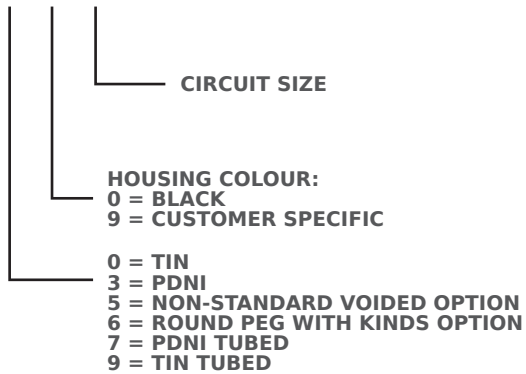 CIRCUIT SIZE
HOUSING COLOUR:
0 = BLACK
9 = CUSTOMER SPECIFIC
0 = TIN
3 = PDNI
5 = NON-STANDARD VOIDED OPTION
6 = ROUND PEG WITH KINDS OPTION
7 = PDNI TUBED
9 = TIN TUBED